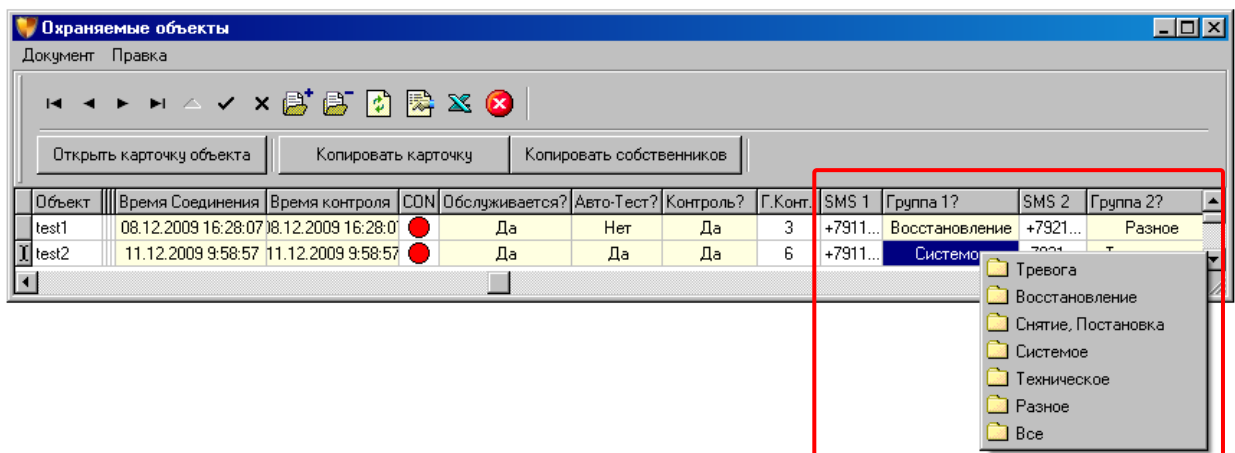 Охраняемые объекты
Документ Правка
Открыть карточку объекта Копировать карточку Копировать собственников
Объект Время Соединения Время контроля CON Обслуживается? Авто-Тест? Контроль? Г.Конт. SMS 1 Группа 1? SMS 2 Группа 2?
test1 08.12.2009 16:28:07 08.12.2009 16:28:0 Да Нет Да 3 +7911... Восстановление +7921... Разное
test2 11.12.2009 9:58:57 11.12.2009 9:58:57 Да Да Да 6 +7911... Системо
Тревога
Восстановление
Снятие, Постановка
Системое
Техническое
Разное
Все